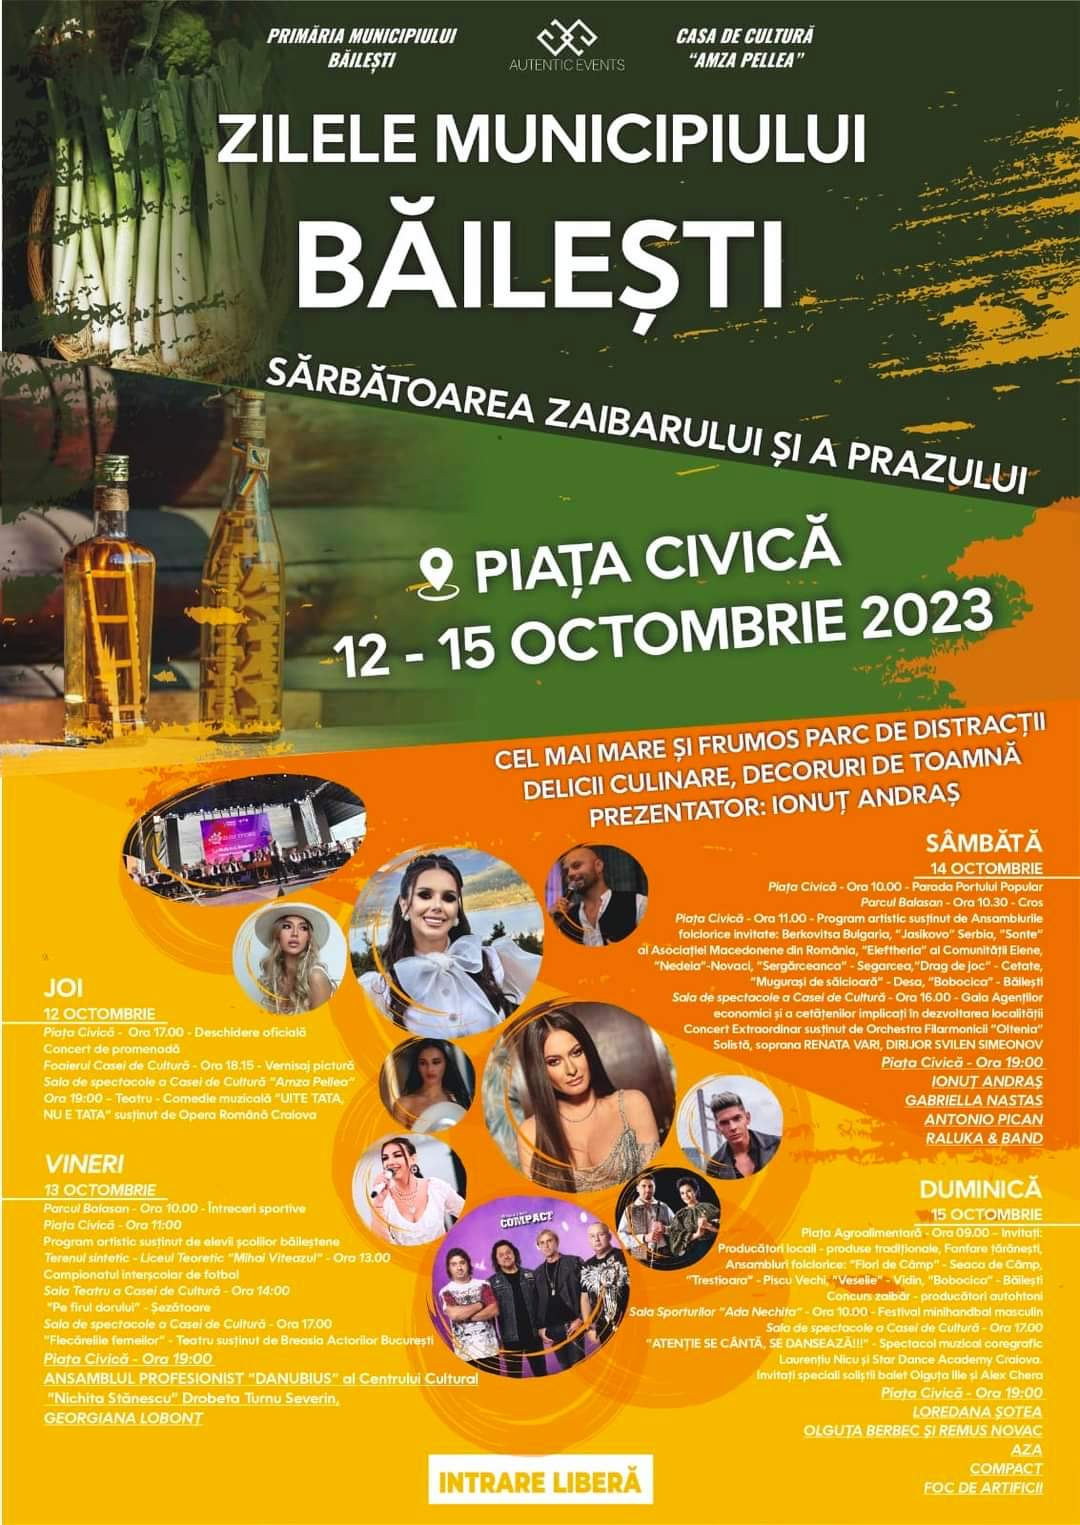 PRIMĂRIA MUNICIPIULUI
BĂILEȘTI
AUTENTIC EVENTS
CASA DE CULTURĂ
"AMZA PELLEA"
ZILELE MUNICIPIULUI
BĂILEȘTI
SĂRBĂTOAREA ZAIBARULUI ȘI A PRAZULUI
PIAȚA CIVICĂ
12 - 15 OCTOMBRIE 2023
CEL MAI MARE ȘI FRUMOS PARC DE DISTRACȚII
DELICII CULINARE, DECORURI DE TOAMNĂ
PREZENTATOR: IONUȚ ANDRAȘ
JOI
12 OCTOMBRIE
Piața Civică - Ora 17.00 - Deschidere oficială
Concert de promenadă
Foaierul Casei de Cultură - Ora 18.15 - Vernisaj pictură
Sala de spectacole a Casei de Cultură "Amza Pellea"
Ora 19:00 - Teatru - Comedie muzicală "UITE TATA,
NU E TATA" susținut de Opera Română Craiova
VINERI
13 OCTOMBRIE
Parcul Balasan - Ora 10.00 - Întreceri sportive
Piața Civică - Ora 11:00
Program artistic susținut de elevii școlilor băileștene
Terenul sintetic - Liceul Teoretic "Mihai Viteazul" - Ora 13.00
Campionatul interșcolar de fotbal
Sala Teatru a Casei de Cultură - Ora 14:00
"Pe firul dorului" - Șezătoare
Sala de spectacole a Casei de Cultură - Ora 17.00
"Flecărelile femeilor" - Teatru susținut de Breasla Actorilor București
Piața Civică - Ora 19:00
ANSAMBLUL PROFESIONIST "DANUBIUS" al Centrului Cultural
"Nichita Stănescu" Drobeta Turnu Severin,
GEORGIANA LOBONT
SÂMBĂTĂ
14 OCTOMBRIE
Piața Civică - Ora 10.00 - Parada Portului Popular
Parcul Balasan - Ora 10.30 - Cros
Piața Civică - Ora 11.00 - Program artistic susținut de Ansamblurile
folclorice invitate: Berkovitsa Bulgaria, "Jasikovo" Serbia, "Sonte"
al Asociației Macedonene din România, "Eleftheria" al Comunității Elene,
"Nedeia"-Novaci, "Sergărceanca" - Segarcea,"Drag de joc" - Cetate,
"Mugurași de sălcioară" - Desa, "Bobocica" - Băilești
Sala de spectacole a Casei de Cultură - Ora 16.00 - Gala Agenților
economici și a cetățenilor implicați în dezvoltarea localității
Concert Extraordinar susținut de Orchestra Filarmonicii "Oltenia"
Solistă, soprana RENATA VARI, DIRIJOR SVILEN SIMEONOV
Piața Civică - Ora 19:00
IONUȚ ANDRAȘ
GABRIELLA NASTAS
ANTONIO PICAN
RALUKA & BAND
DUMINICĂ
15 OCTOMBRIE
Piața Agroalimentară - Ora 09.00 - Invitați:
Producători locali - produse tradiționale, Fanfare țărănești,
Ansambluri folclorice: "Flori de Câmp" - Seaca de Câmp,
"Trestioara" - Piscu Vechi, "Veselie" - Vidin, "Bobocica" - Băilești
Concurs zaibăr - producători autohtoni
Sala Sporturilor "Ada Nechita" - Ora 10.00 - Festival minihandbal masculin
Sala de spectacole a Casei de Cultură - Ora 17.00
"ATENȚIE SE CÂNTĂ, SE DANSEAZĂ!!!" - Spectacol muzical coregrafic
Laurențiu Nicu și Star Dance Academy Craiova.
Invitați speciali soliștii balet Olguța Ilie și Alex Chera
Piața Civică - Ora 19:00
LOREDANA ȘOTEA
OLGUȚA BERBEC ȘI REMUS NOVAC
AZA
COMPACT
FOC DE ARTIFICII
COMPACT
INTRARE LIBERĂ